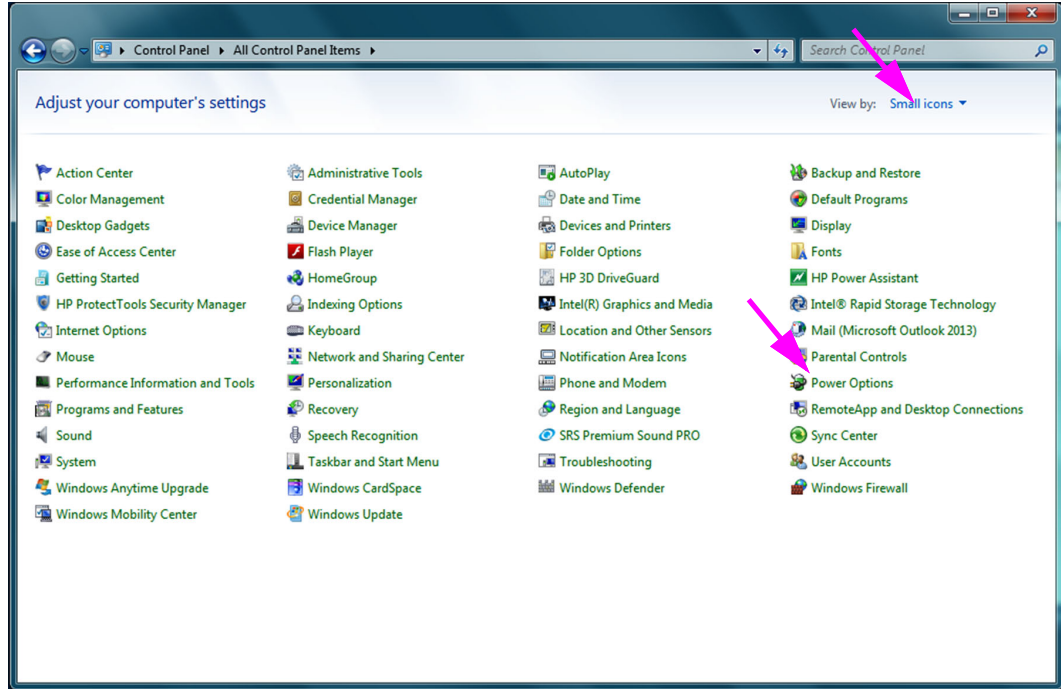 Control Panel All Control Panel Items Search Control Panel
Adjust your computer's settings View by: Small icons
Action Center Administrative Tools AutoPlay Backup and Restore
Color Management Credential Manager Date and Time Default Programs
Desktop Gadgets Device Manager Devices and Printers Display
Ease of Access Center Flash Player Folder Options Fonts
Getting Started HomeGroup HP 3D DriveGuard HP Power Assistant
HP ProtectTools Security Manager Indexing Options Intel(R) Graphics and Media Intel® Rapid Storage Technology
Internet Options Keyboard Location and Other Sensors Mail (Microsoft Outlook 2013)
Mouse Network and Sharing Center Notification Area Icons Parental Controls
Performance Information and Tools Personalization Phone and Modem Power Options
Programs and Features Recovery Region and Language RemoteApp and Desktop Connections
Sound Speech Recognition SRS Premium Sound PRO Sync Center
System Taskbar and Start Menu Troubleshooting User Accounts
Windows Anytime Upgrade Windows CardSpace Windows Defender Windows Firewall
Windows Mobility Center Windows Update